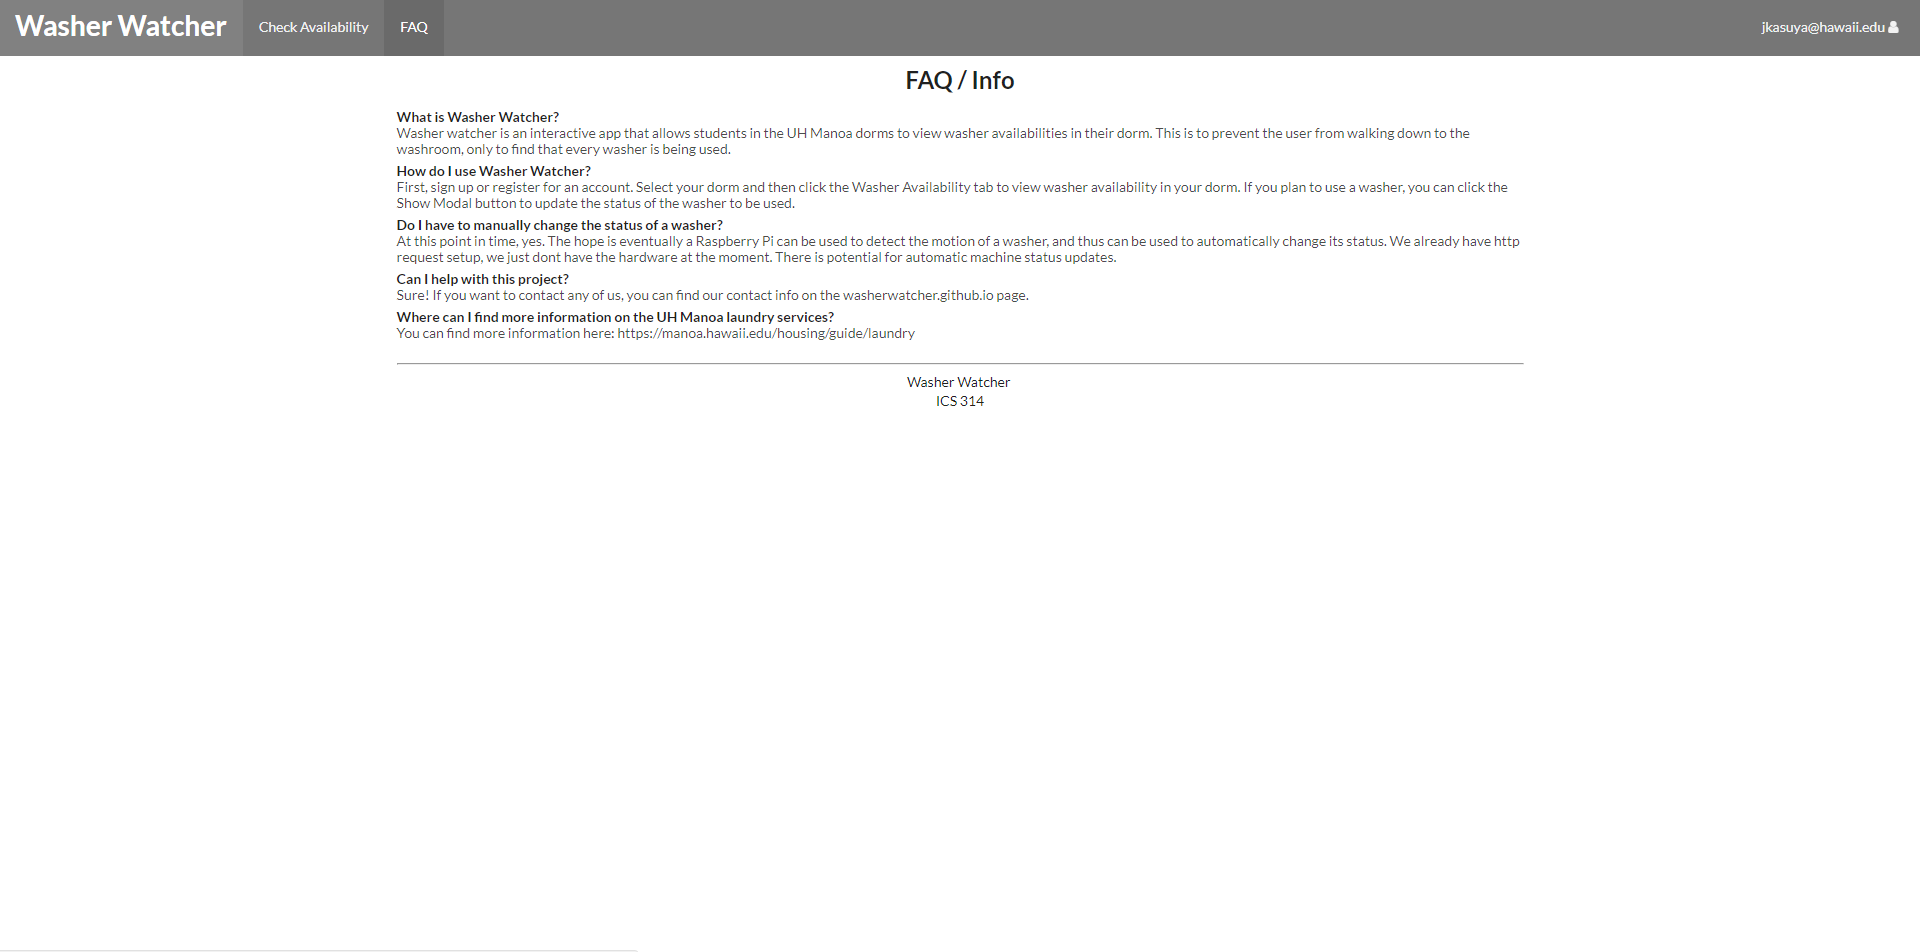 Washer Watcher Check Availability FAQ jkasuya@hawaii.edu
FAQ / Info
What is Washer Watcher?
Washer watcher is an interactive app that allows students in the UH Manoa dorms to view washer availabilities in their dorm. This is to prevent the user from walking down to the
washroom, only to find that every washer is being used.
How do I use Washer Watcher?
First, sign up or register for an account. Select your dorm and then click the Washer Availability tab to view washer availability in your dorm. If you plan to use a washer, you can click the
Show Modal button to update the status of the washer to be used.
Do I have to manually change the status of a washer?
At this point in time, yes. The hope is eventually a Raspberry Pi can be used to detect the motion of a washer, and thus can be used to automatically change its status. We already have http
request setup, we just dont have the hardware at the moment. There is potential for automatic machine status updates.
Can I help with this project?
Sure! If you want to contact any of us, you can find our contact info on the washerwatcher.github.io page.
Where can I find more information on the UH Manoa laundry services?
You can find more information here: https://manoa.hawaii.edu/housing/guide/laundry
Washer Watcher
ICS 314